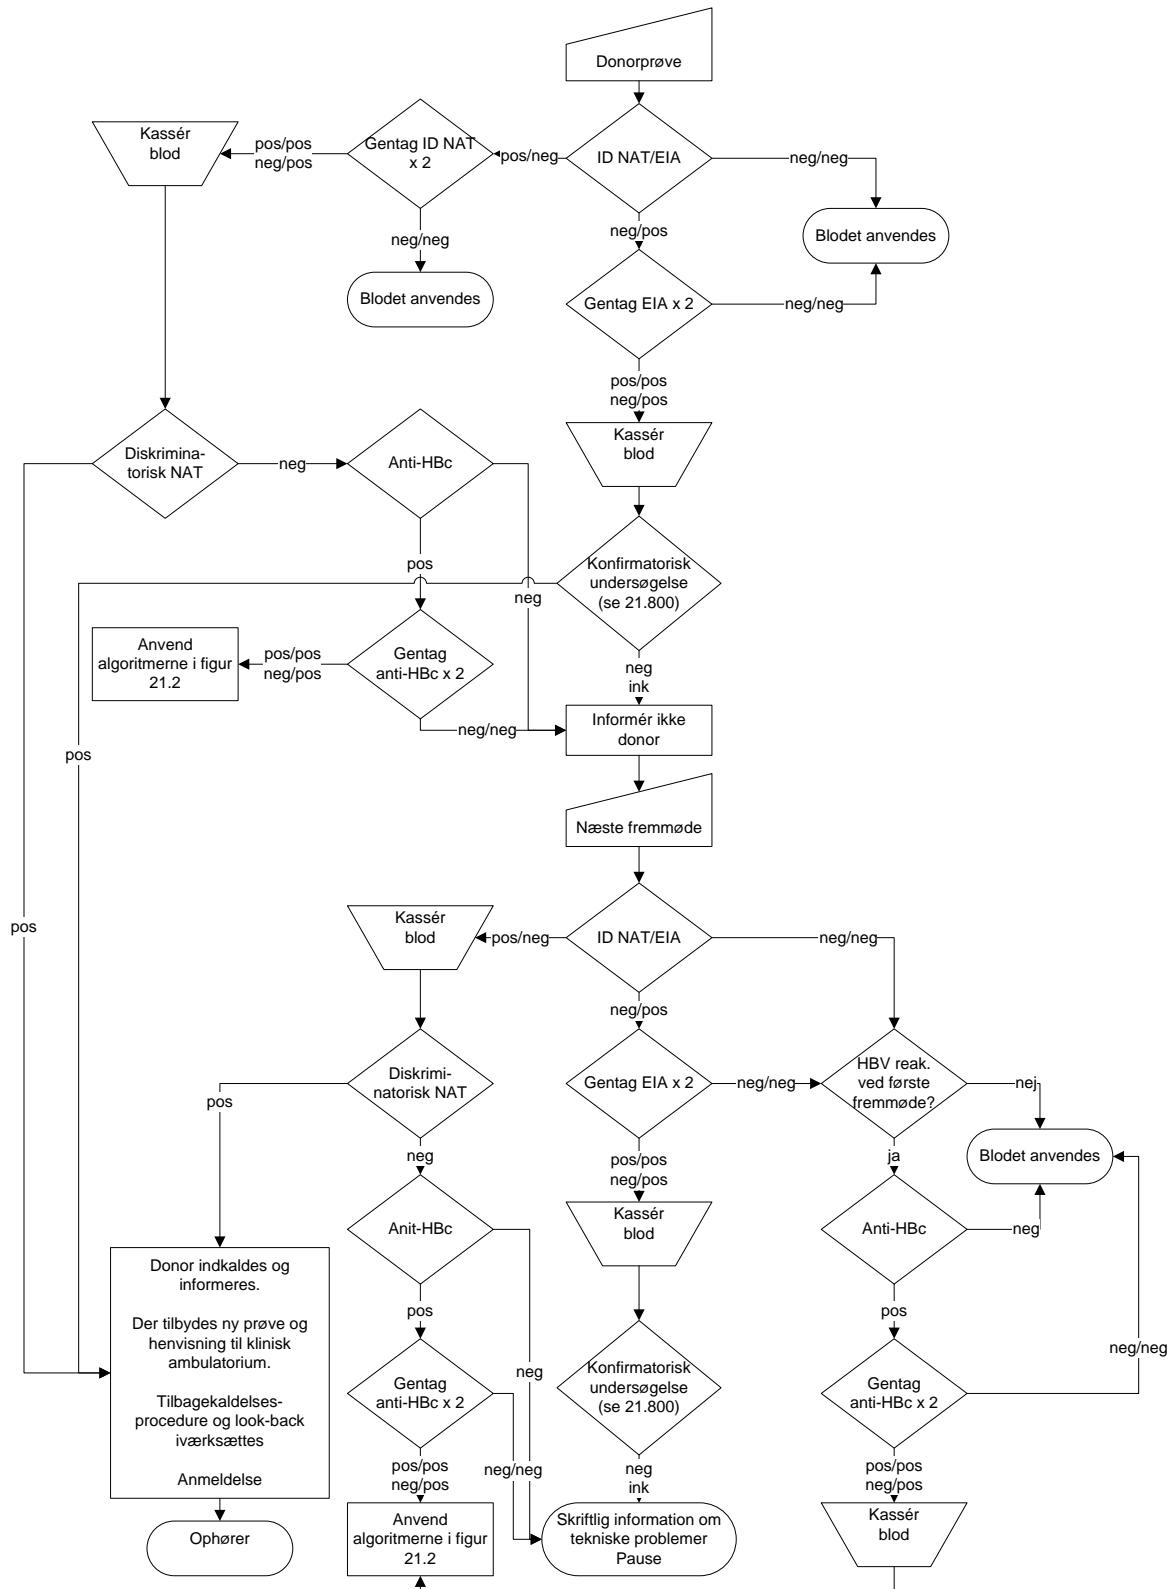 Donorprøve
ID NAT/EIA
neg/neg
Blodet anvendes
pos/neg
Gentag ID NAT
x 2
pos/pos
neg/pos
Kassér
blod
neg/neg
Blodet anvendes
neg/pos
Gentag EIA x 2
neg/neg
pos/pos
neg/pos
Kassér
blod
Diskrimina-
torisk NAT
neg
Anti-HBc
pos
neg
Konfirmatorisk
undersøgelse
(se 21.800)
Anvend
algoritmerne i figur
21.2
pos/pos
neg/pos
Gentag
anti-HBc x 2
neg
ink
neg/neg
Informér ikke
donor
pos
pos
Næste fremmøde
Kassér
blod
pos/neg
ID NAT/EIA
neg/neg
neg/pos
Diskrimi-
natorisk NAT
pos
Gentag EIA x 2
neg/neg
HBV reak.
ved første
fremmøde?
nej
Blodet anvendes
neg
pos/pos
neg/pos
ja
Anit-HBc
Kassér
blod
Anti-HBc
neg
Donor indkaldes og
informeres.
Der tilbydes ny prøve og
henvisning til klinisk
ambulatorium.
Tilbagekaldelses-
procedure og look-back
iværksættes
Anmeldelse
pos
neg
pos
neg/neg
Gentag
anti-HBc x 2
Konfirmatorisk
undersøgelse
(se 21.800)
Gentag
anti-HBc x 2
pos/pos
neg/pos
neg/neg
neg
ink
pos/pos
neg/pos
Ophører
Anvend
algoritmerne i figur
21.2
Skriftlig information om
tekniske problemer
Pause
Kassér
blod